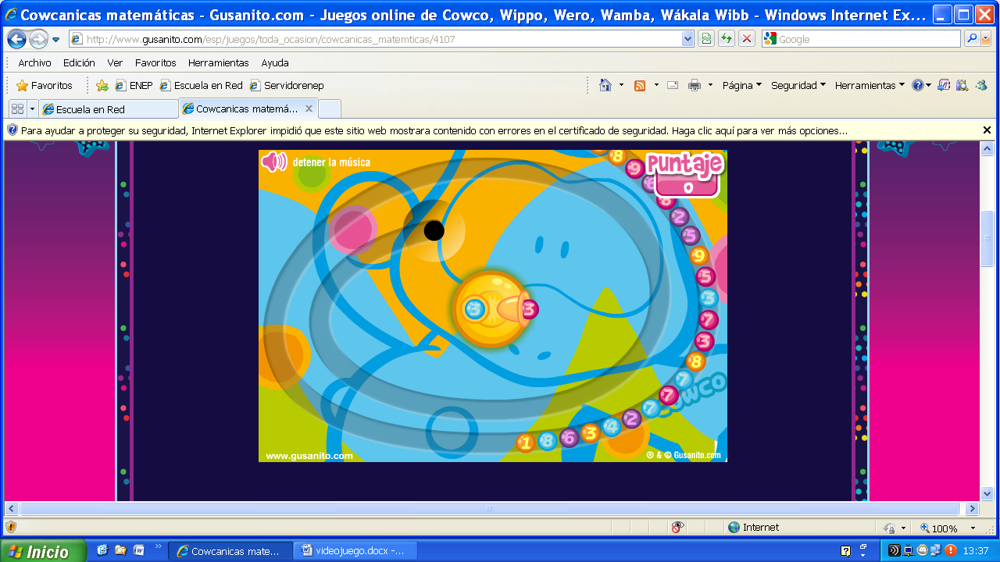 Cowcanicas matemáticas - Gusanito.com - Juegos online de Cowco, Wippo, Wero, Wamba, Wákala Wibb - Windows Internet Ex...
http://www.gusanito.com/esp/juegos/toda_ocasion/cowcanicas_matemticas/4107
Google
Archivo Edición Ver Favoritos Herramientas Ayuda
Favoritos ENEP Escuela en Red Servidorenep Página Seguridad Herramientas
Escuela en Red Cowcanicas matemá...
Para ayudar a proteger su seguridad, Internet Explorer impidió que este sitio web mostrara contenido con errores en el certificado de seguridad. Haga clic aquí para ver más opciones...
detener la música
Puntaje
0
8
9
6
8
2
5
9
5
3
7
3
8
7
7
7
2
4
3
6
8
1
3 3
COWCO
www.gusanito.com
® & © Gusanito.com
Internet 100%
Inicio Cowcanicas mate... videojuego.docx -... 13:37